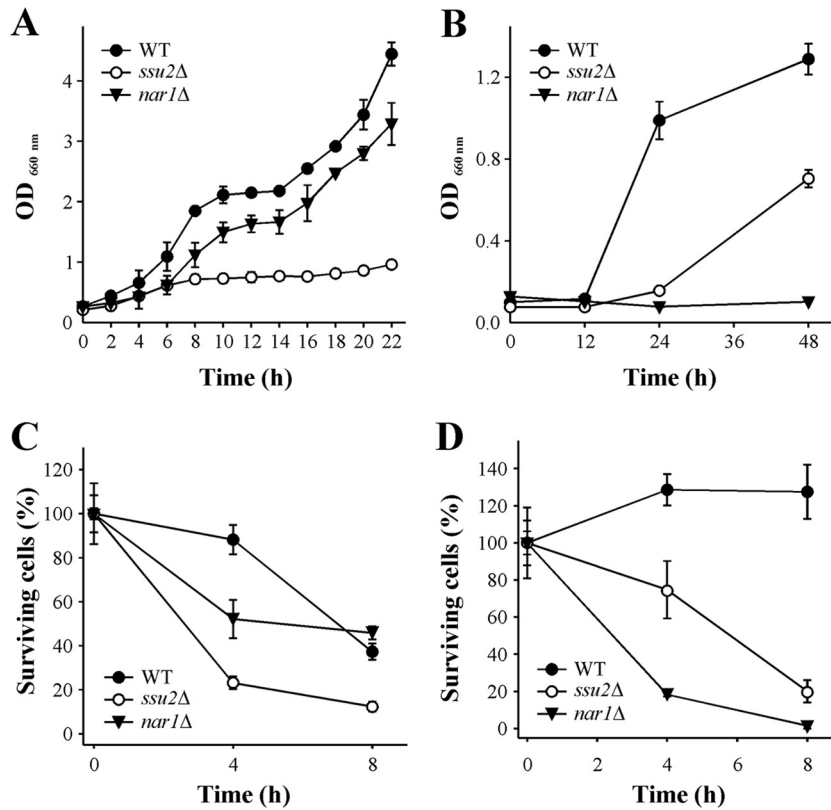 A
WT
ssu2Δ
nar1Δ
OD 660 nm
4
3
2
1
0
0 2 4 6 8 10 12 14 16 18 20 22
Time (h)
B
WT
ssu2Δ
nar1Δ
OD 660 nm
1.2
0.8
0.4
0.0
0 12 24 36 48
Time (h)
C
Surviving cells (%)
120
100
80
60
40
20
0
WT
ssu2Δ
nar1Δ
0 4 8
Time (h)
D
Surviving cells (%)
140
120
100
80
60
40
20
0
WT
ssu2Δ
nar1Δ
0 2 4 6 8
Time (h)